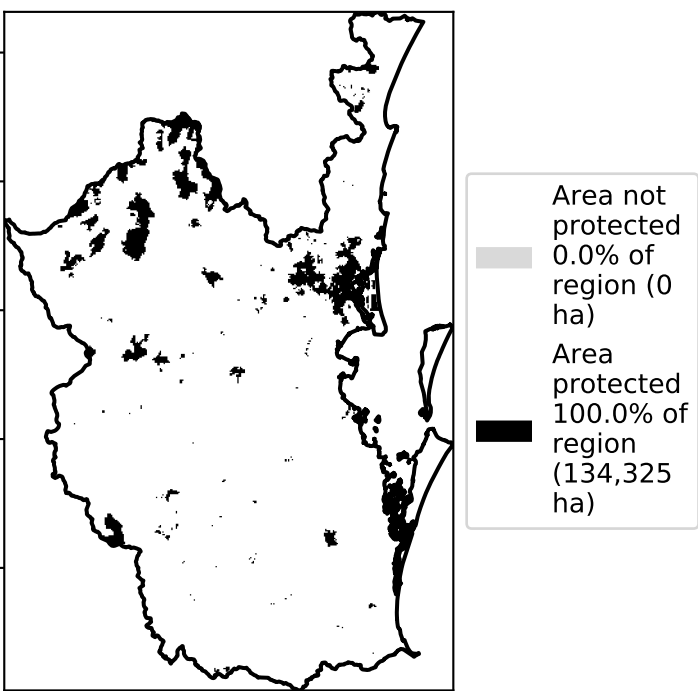 Area not
protected
0.0% of
region (0
ha)
Area
protected
100.0% of
region
(134,325
ha)